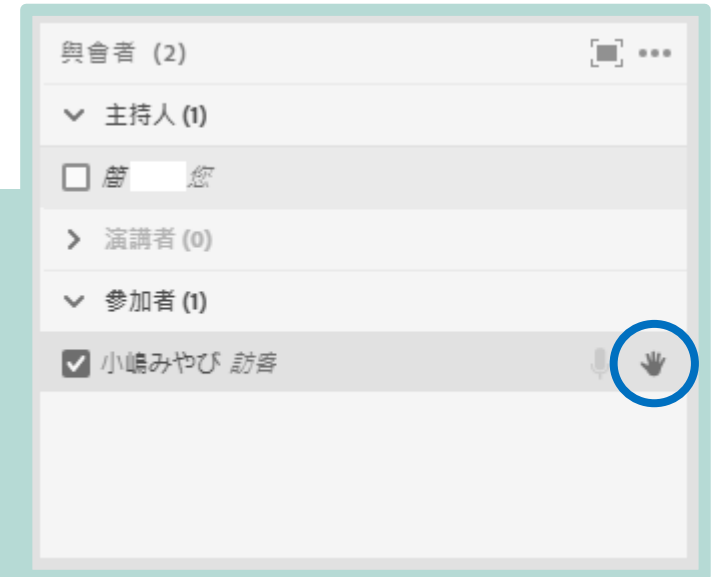 與會者 (2)
主持人 (1)
簡 您
演講者 (0)
參加者 (1)
小嶋みやび 訪客